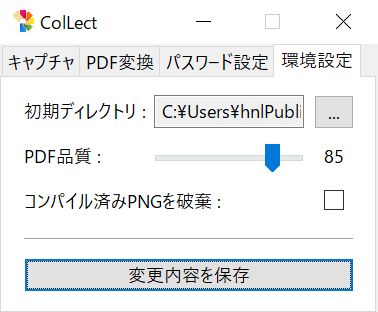 ColLect
キャプチャ PDF変換 パスワード設定 環境設定
初期ディレクトリ : C:¥Users¥hnlPubli ...
PDF品質 : 85
コンパイル済みPNGを破棄 :
変更内容を保存